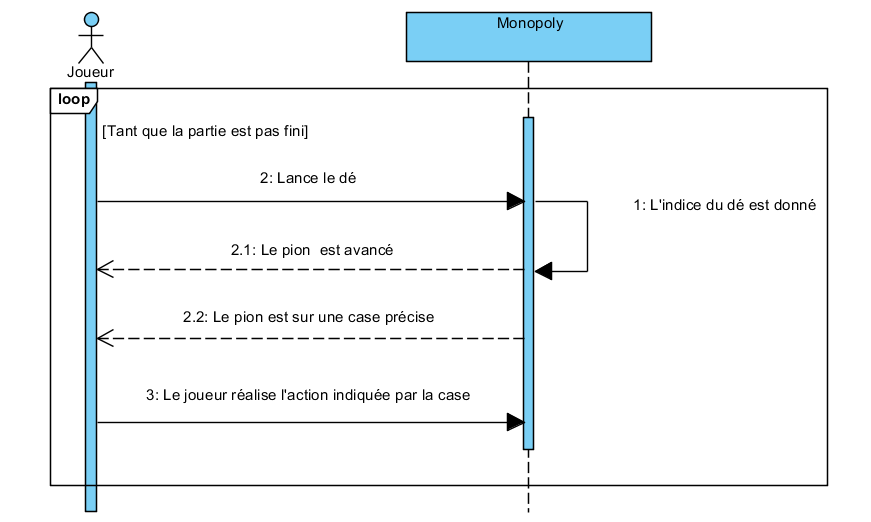 Monopoly
Joueur
loop
[Tant que la partie est pas fini]
2: Lance le dé
1: L'indice du dé est donné
2.1: Le pion  est avancé
2.2: Le pion est sur une case précise
3: Le joueur réalise l'action indiquée par la case